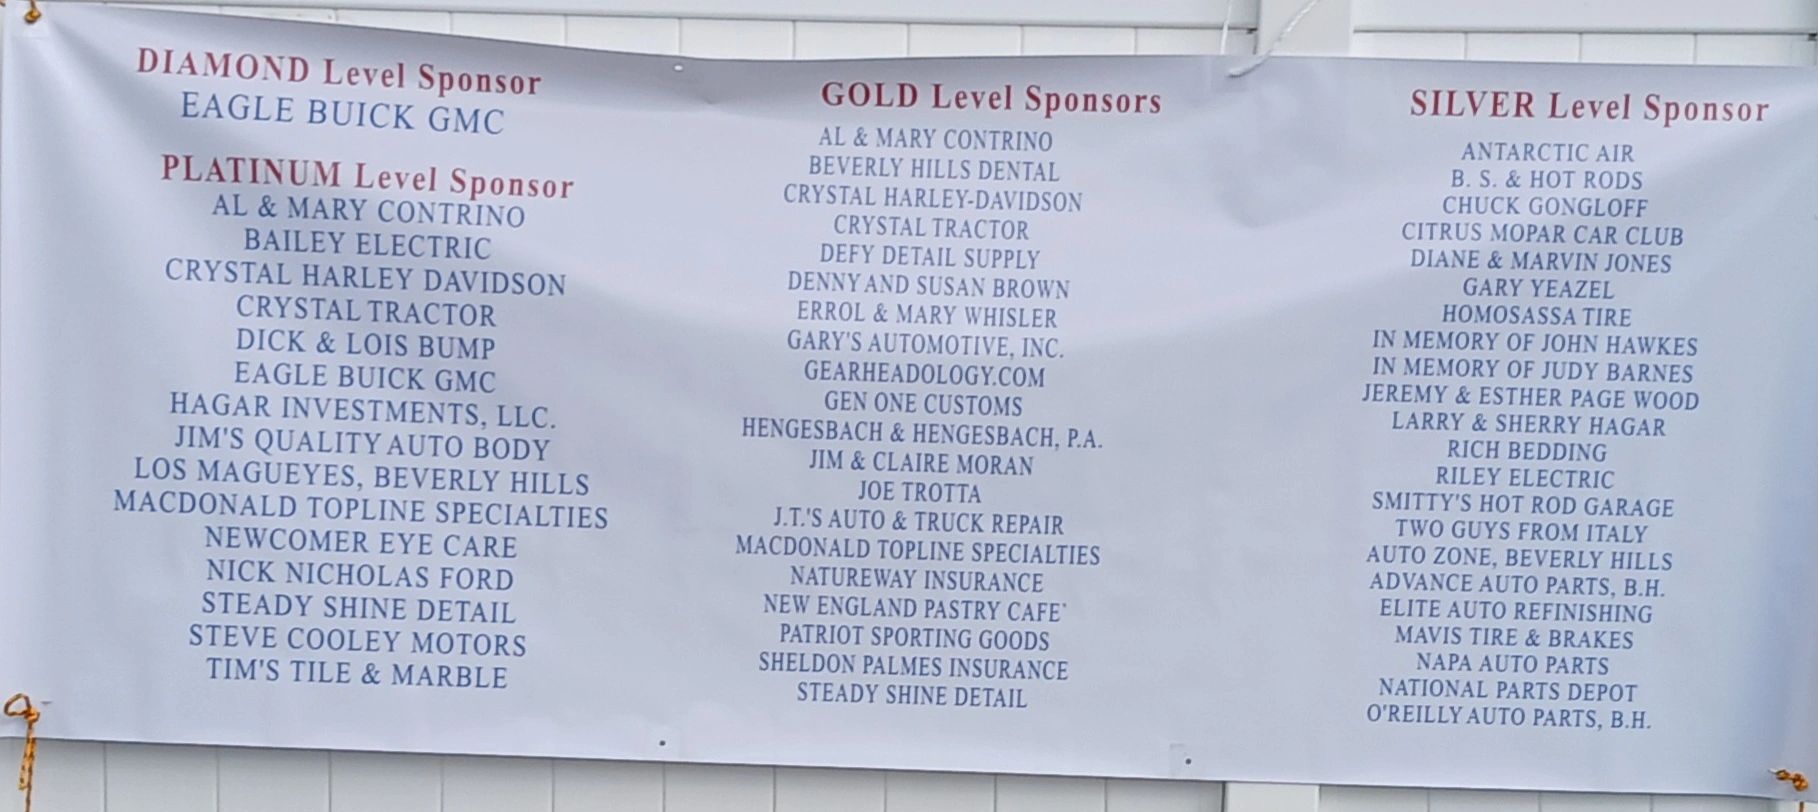 DIAMOND Level Sponsor
EAGLE BUICK GMC
PLATINUM Level Sponsor
AL & MARY CONTRINO
BAILEY ELECTRIC
CRYSTAL HARLEY DAVIDSON
CRYSTAL TRACTOR
DICK & LOIS BUMP
EAGLE BUICK GMC
HAGAR INVESTMENTS, LLC.
JIM'S QUALITY AUTO BODY
LOS MAGUEYES, BEVERLY HILLS
MACDONALD TOPLINE SPECIALTIES
NEWCOMER EYE CARE
NICK NICHOLAS FORD
STEADY SHINE DETAIL
STEVE COOLEY MOTORS
TIM'S TILE & MARBLE
GOLD Level Sponsors
AL & MARY CONTRINO
BEVERLY HILLS DENTAL
CRYSTAL HARLEY-DAVIDSON
CRYSTAL TRACTOR
DEFY DETAIL SUPPLY
DENNY AND SUSAN BROWN
ERROL & MARY WHISLER
GARY'S AUTOMOTIVE, INC.
GEARHEADOLOGY.COM
GEN ONE CUSTOMS
HENGESBACH & HENGESBACH, P.A.
JIM & CLAIRE MORAN
JOE TROTTA
J.T.'S AUTO & TRUCK REPAIR
MACDONALD TOPLINE SPECIALTIES
NATUREWAY INSURANCE
NEW ENGLAND PASTRY CAFE'
PATRIOT SPORTING GOODS
SHELDON PALMES INSURANCE
STEADY SHINE DETAIL
SILVER Level Sponsor
ANTARCTIC AIR
B. S. & HOT RODS
CHUCK GONGLOFF
CITRUS MOPAR CAR CLUB
DIANE & MARVIN JONES
GARY YEAZEL
HOMOSASSA TIRE
IN MEMORY OF JOHN HAWKES
IN MEMORY OF JUDY BARNES
JEREMY & ESTHER PAGE WOOD
LARRY & SHERRY HAGAR
RICH BEDDING
RILEY ELECTRIC
SMITTY'S HOT ROD GARAGE
TWO GUYS FROM ITALY
AUTO ZONE, BEVERLY HILLS
ADVANCE AUTO PARTS, B.H.
ELITE AUTO REFINISHING
MAVIS TIRE & BRAKES
NAPA AUTO PARTS
NATIONAL PARTS DEPOT
O'REILLY AUTO PARTS, B.H.